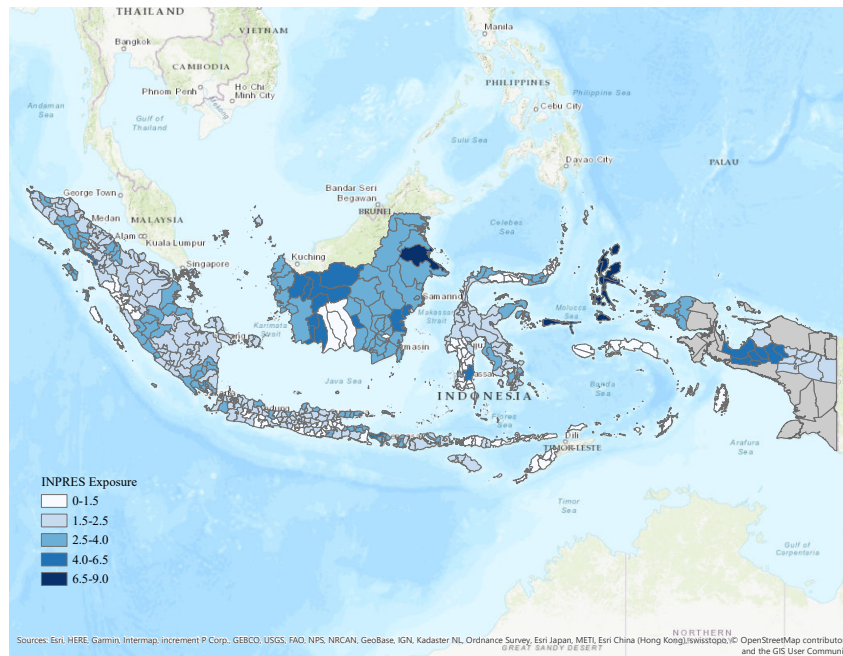 THAILAND
VIETNAM
Bangkok
Manila
CAMBODIA
Phnom Penh
Ho Chi
Minh City
Mekong
PHILIPPINES
Philippine Sea
Cebu City
Andaman
Sea
Gulf of
Thailand
Sulu Sea
Davao City
PALAU
George Town
Bandar Seri
Begawan
BRUNEI
Medan
MALAYSIA
Kuala Lumpur
Celebes
Sea
Singapore
Kuching
Samarind
Molucca
Sea
Makassar
Strait
Karimata
Strait
Java Sea
INDONESIA
Banda
Sea
Flores
Sea
Dili
TIMOR-LESTE
Arafura
Sea
INPRES Exposure
0-1.5
1.5-2.5
2.5-4.0
4.0-6.5
6.5-9.0
Timor
Sea
Gulf of
Carpentaria
NORTHERN
GREAT SANDY DESERT
Sources: Esri, HERE, Garmin, Intermap, increment P Corp., GEBCO, USGS, FAO, NPS, NRCAN, GeoBase, IGN, Kadaster NL, Ordnance Survey, Esri Japan, METI, Esri China (Hong Kong), swisstopo, © OpenStreetMap contributo
and the GIS User Communi